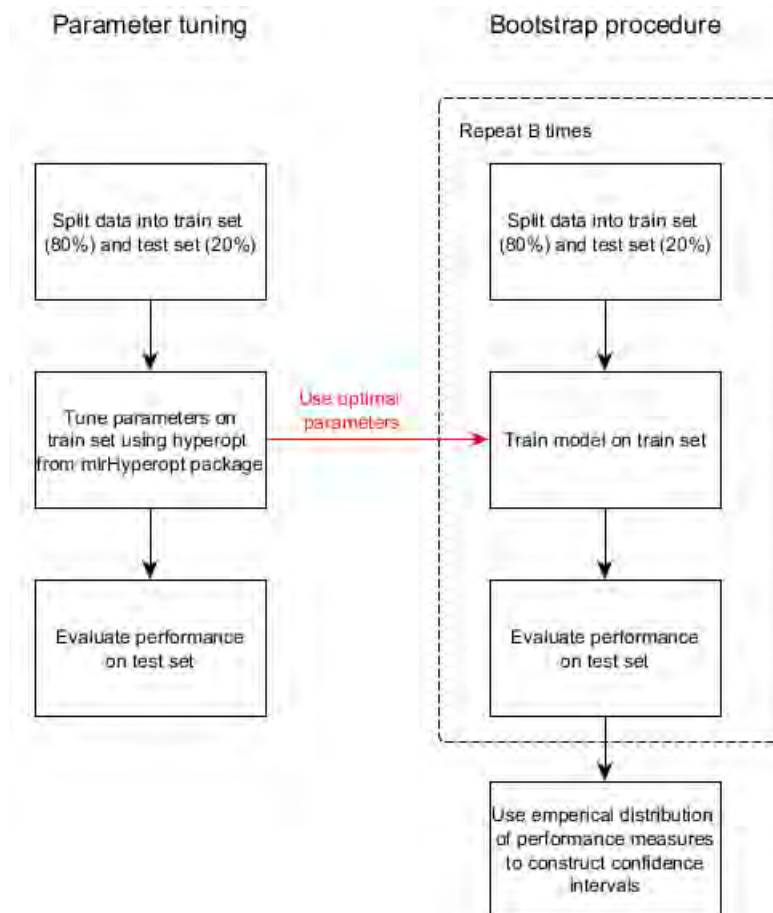 Parameter tuning
Split data into train set
(80%) and test set (20%)
Tune parameters on
train set using hyperopt
from mlrHyperopt package
Evaluate performance
on test set
Use optimal
parameters
Bootstrap procedure
Repeat B times
Split data into train set
(80%) and test set (20%)
Train model on train set
Evaluate performance
on test set
Use emperical distribution
of performance measures
to construct confidence
intervals